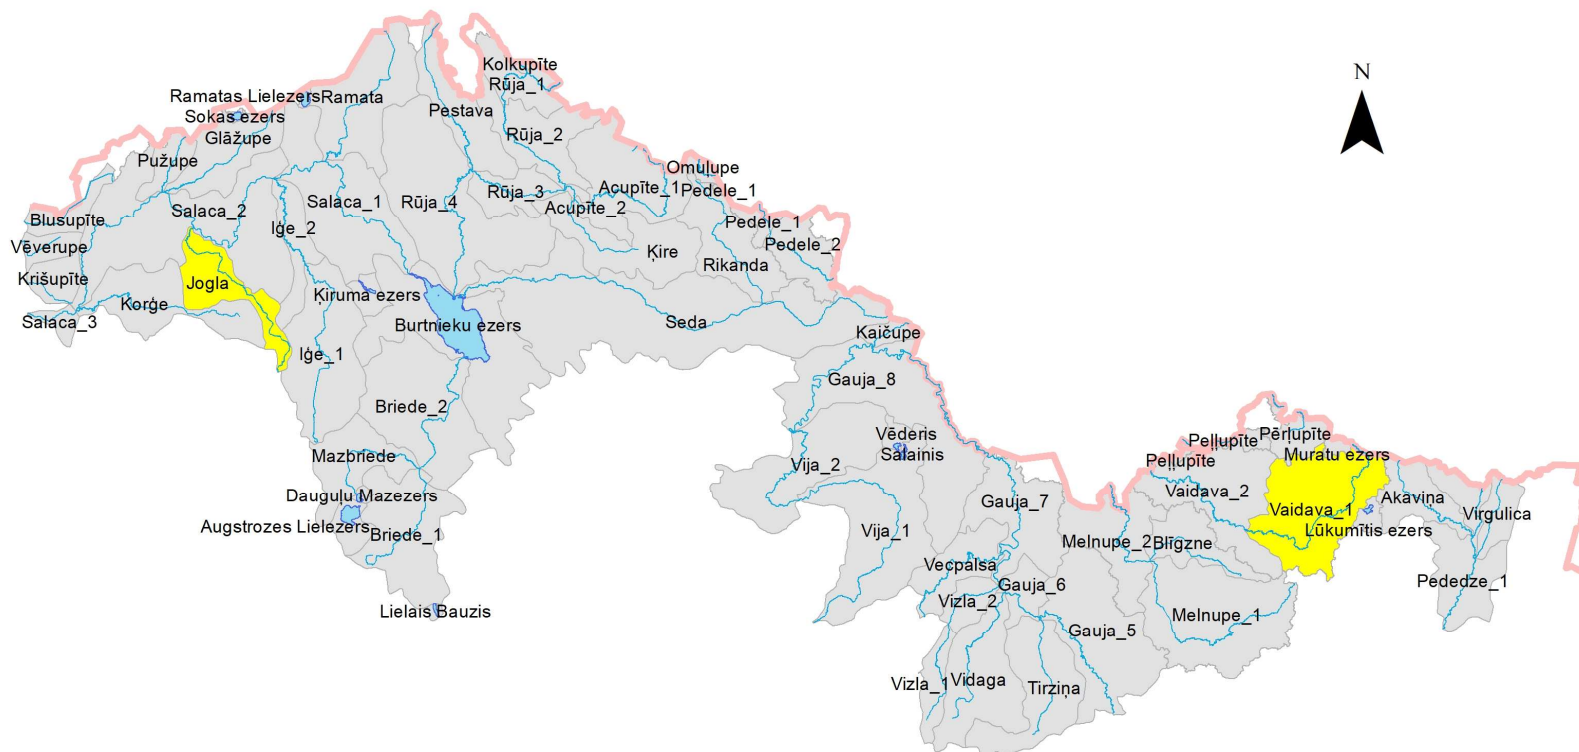 N
Kolkupīte
Rūja_1
Ramatas Lielezers
Ramata
Sokas ezers
Pestava
Glāžupe
Rūja_2
Pužupe
Omuļupe
Acupīte_1
Pedele_1
Rūja_3
Salaca_1
Rūja_4
Acupīte_2
Salaca_2
Blusupīte
Iģe_2
Pedele_1
Pedele_2
Vēverupe
Ķire
Rikanda
Krišupīte
Jogla
Ķiruma ezers
Korģe
Salaca_3
Burtnieku ezers
Seda
Kaičupe
Iģe_1
Gauja_8
Briede_2
Vēderis
Salainis
Peļļupīte
Pērļupīte
Mazbriede
Vija_2
Peļļupīte
Muratu ezers
Vaidava_2
Dauguļu Mazezers
Gauja_7
Akaviņa
Augstrozes Lielezers
Vaidava_1
Virgulica
Briede_1
Vija_1
Lūkumītis ezers
Melnupe_2
Blīgzne
Vecpalsa
Gauja_6
Pededze_1
Vizla_2
Lielais Bauzis
Melnupe_1
Gauja_5
Vizla_1
Vidaga
Tirziņa